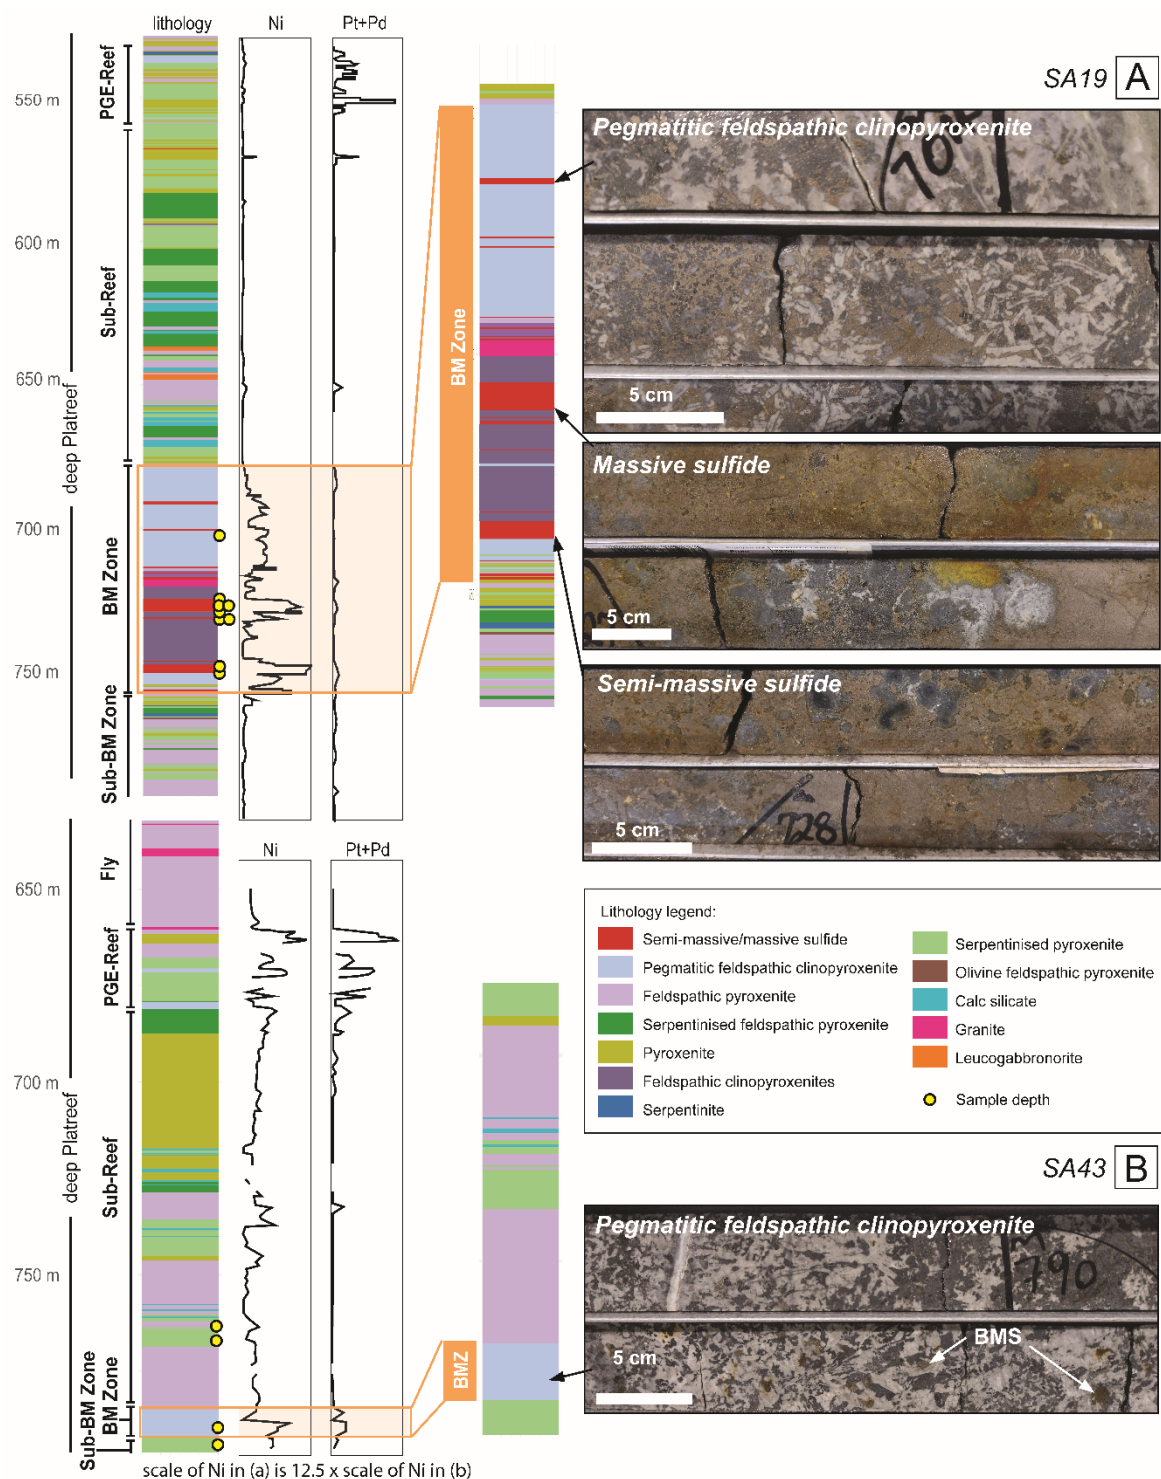 lithology
Ni
Pt+Pd
SA19
A
550 m
600 m
650 m
700 m
750 m
deep Platreef
PGE-Reef
Sub-Reef
BM Zone
Sub-BM Zone
BM Zone
Pegmatitic feldspathic clinopyroxenite
5 cm
Massive sulfide
5 cm
Semi-massive sulfide
728
5 cm
Ni
Pt+Pd
650 m
700 m
750 m
deep Platreef
Fly
PGE-Reef
Sub-Reef
BM Zone
Sub-BM Zone
BMZ
Lithology legend:
Semi-massive/massive sulfide
Pegmatitic feldspathic clinopyroxenite
Feldspathic pyroxenite
Serpentinised feldspathic pyroxenite
Pyroxenite
Feldspathic clinopyroxenites
Serpentinite
Serpentinised pyroxenite
Olivine feldspathic pyroxenite
Calc silicate
Granite
Leucogabbronorite
Sample depth
SA43
B
Pegmatitic feldspathic clinopyroxenite
790
BMS
5 cm
scale of Ni in (a) is 12.5 x scale of Ni in (b)